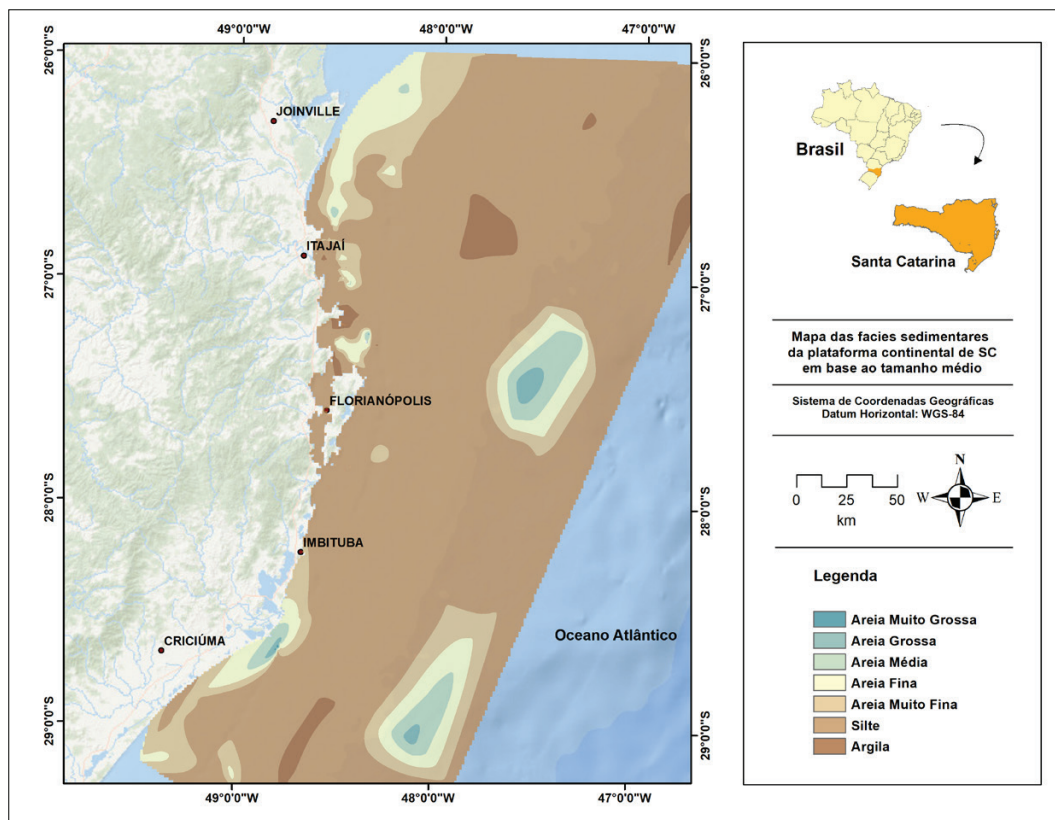 49°0'0"W
48°0'0"W
47°0'0"W
26°0'0"S
27°0'0"S
28°0'0"S
29°0'0"S
26°0'0"S
27°0'0"S
28°0'0"S
29°0'0"S
49°0'0"W
48°0'0"W
47°0'0"W
JOINVILLE
ITAJAÍ
FLORIANÓPOLIS
IMBITUBA
CRICIÚMA
Oceano Atlântico
Brasil
Santa Catarina
Mapa das facies sedimentares
da plataforma continental de SC
em base ao tamanho médio
Sistema de Coordenadas Geográficas
Datum Horizontal: WGS-84
0 25 50
km
N
W E
S
Legenda
Areia Muito Grossa
Areia Grossa
Areia Média
Areia Fina
Areia Muito Fina
Silte
Argila